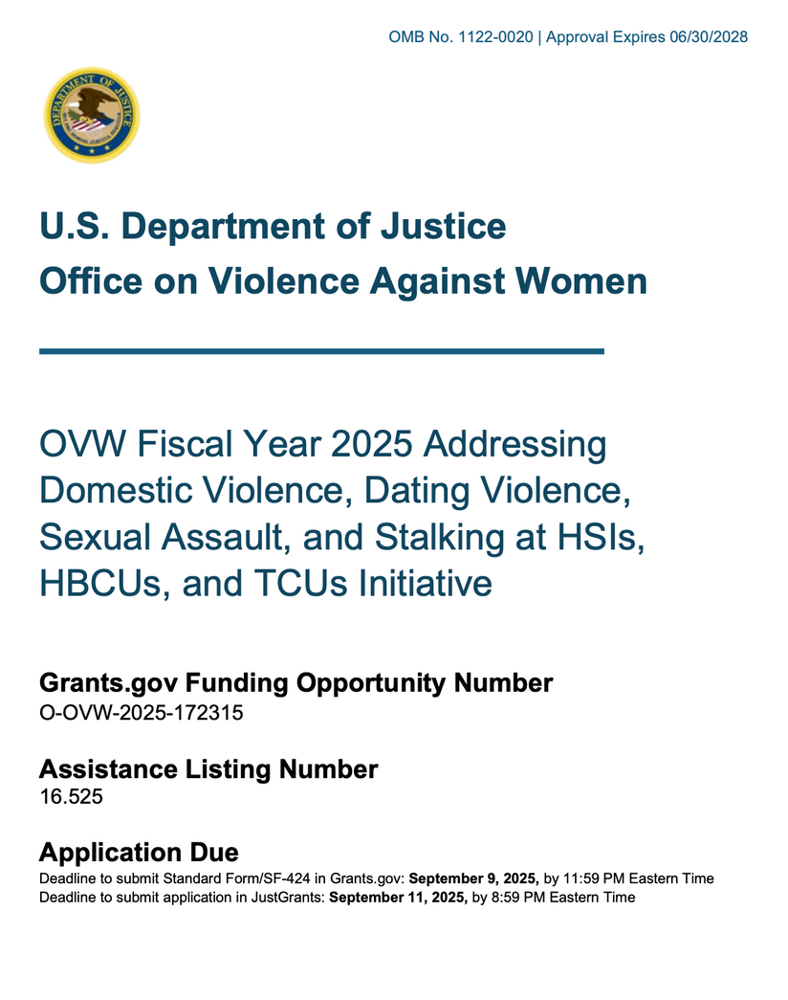 OMB No. 1122-0020 | Approval Expires 06/30/2028
DEPARTMENT OF JUSTICE
U.S. Department of Justice
Office on Violence Against Women
OVW Fiscal Year 2025 Addressing
Domestic Violence, Dating Violence,
Sexual Assault, and Stalking at HSIs,
HBCUs, and TCUs Initiative
Grants.gov Funding Opportunity Number
O-OVW-2025-172315
Assistance Listing Number
16.525
Application Due
Deadline to submit Standard Form/SF-424 in Grants.gov: September 9, 2025, by 11:59 PM Eastern Time
Deadline to submit application in JustGrants: September 11, 2025, by 8:59 PM Eastern Time